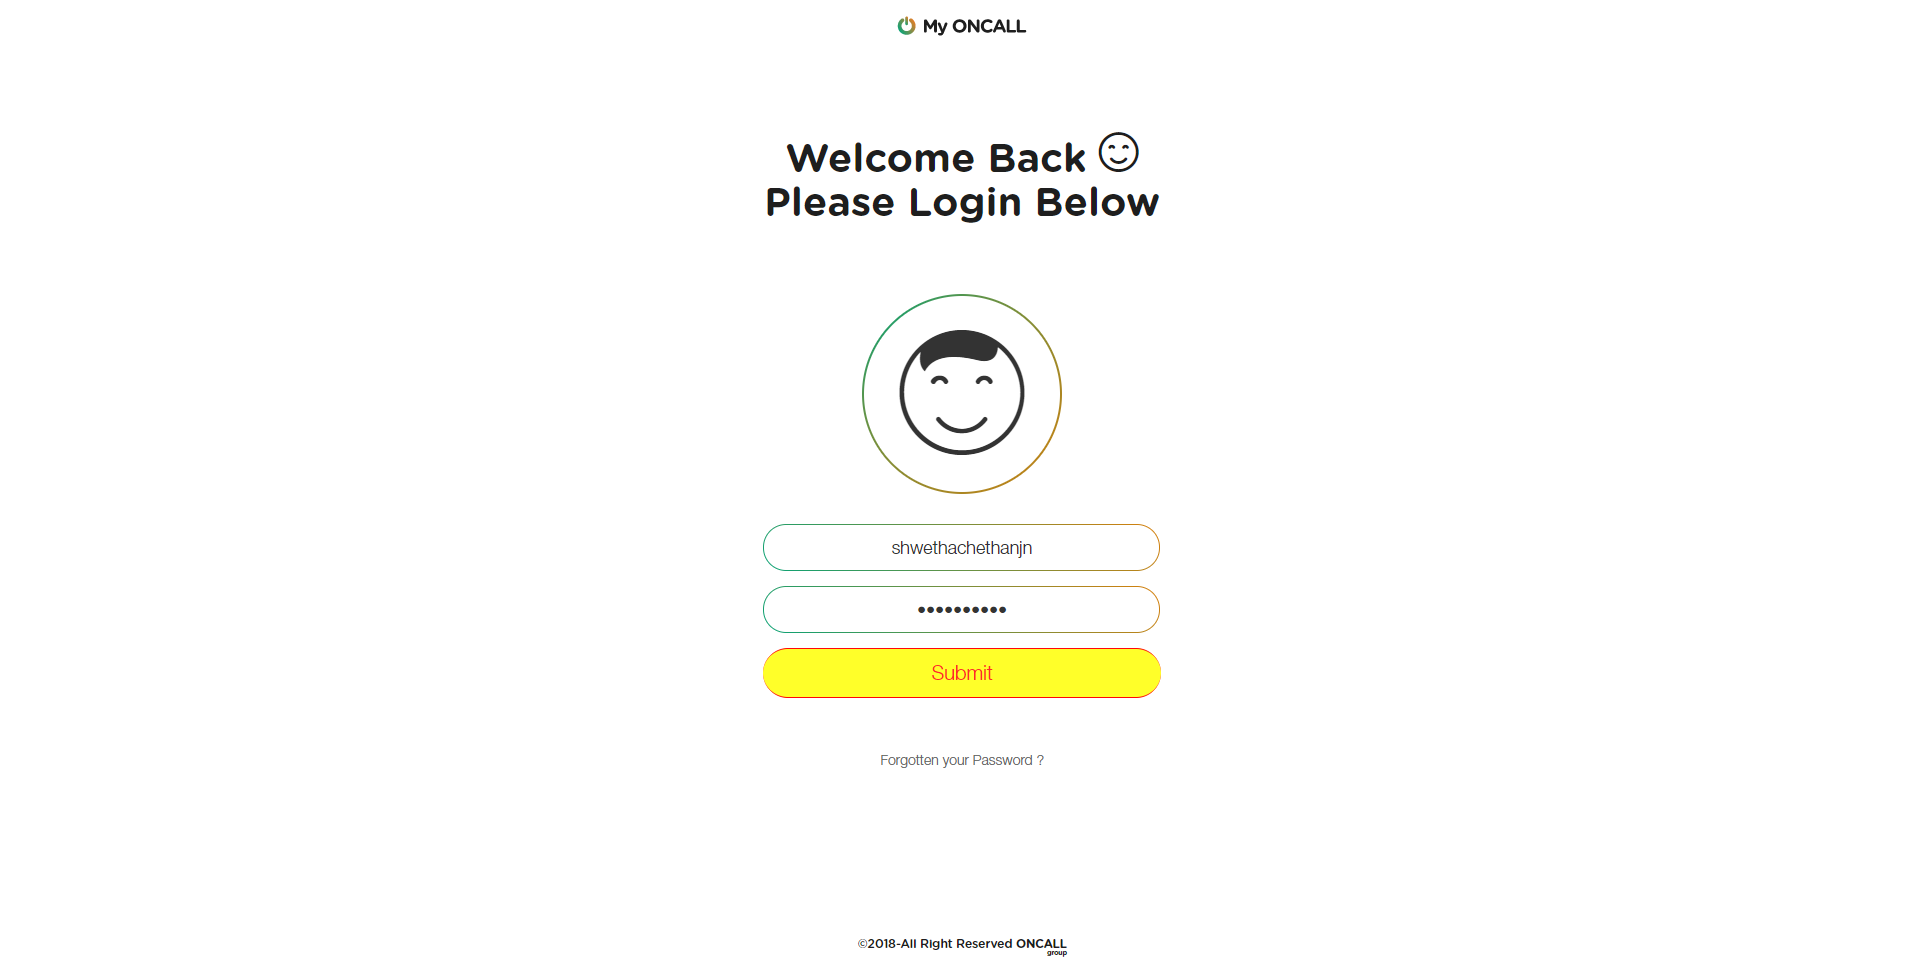 My ONCALL
Welcome Back
Please Login Below
shwethachethanjn
••••••••••
Submit
Forgotten your Password ?
©2018-All Right Reserved ONCALL
group